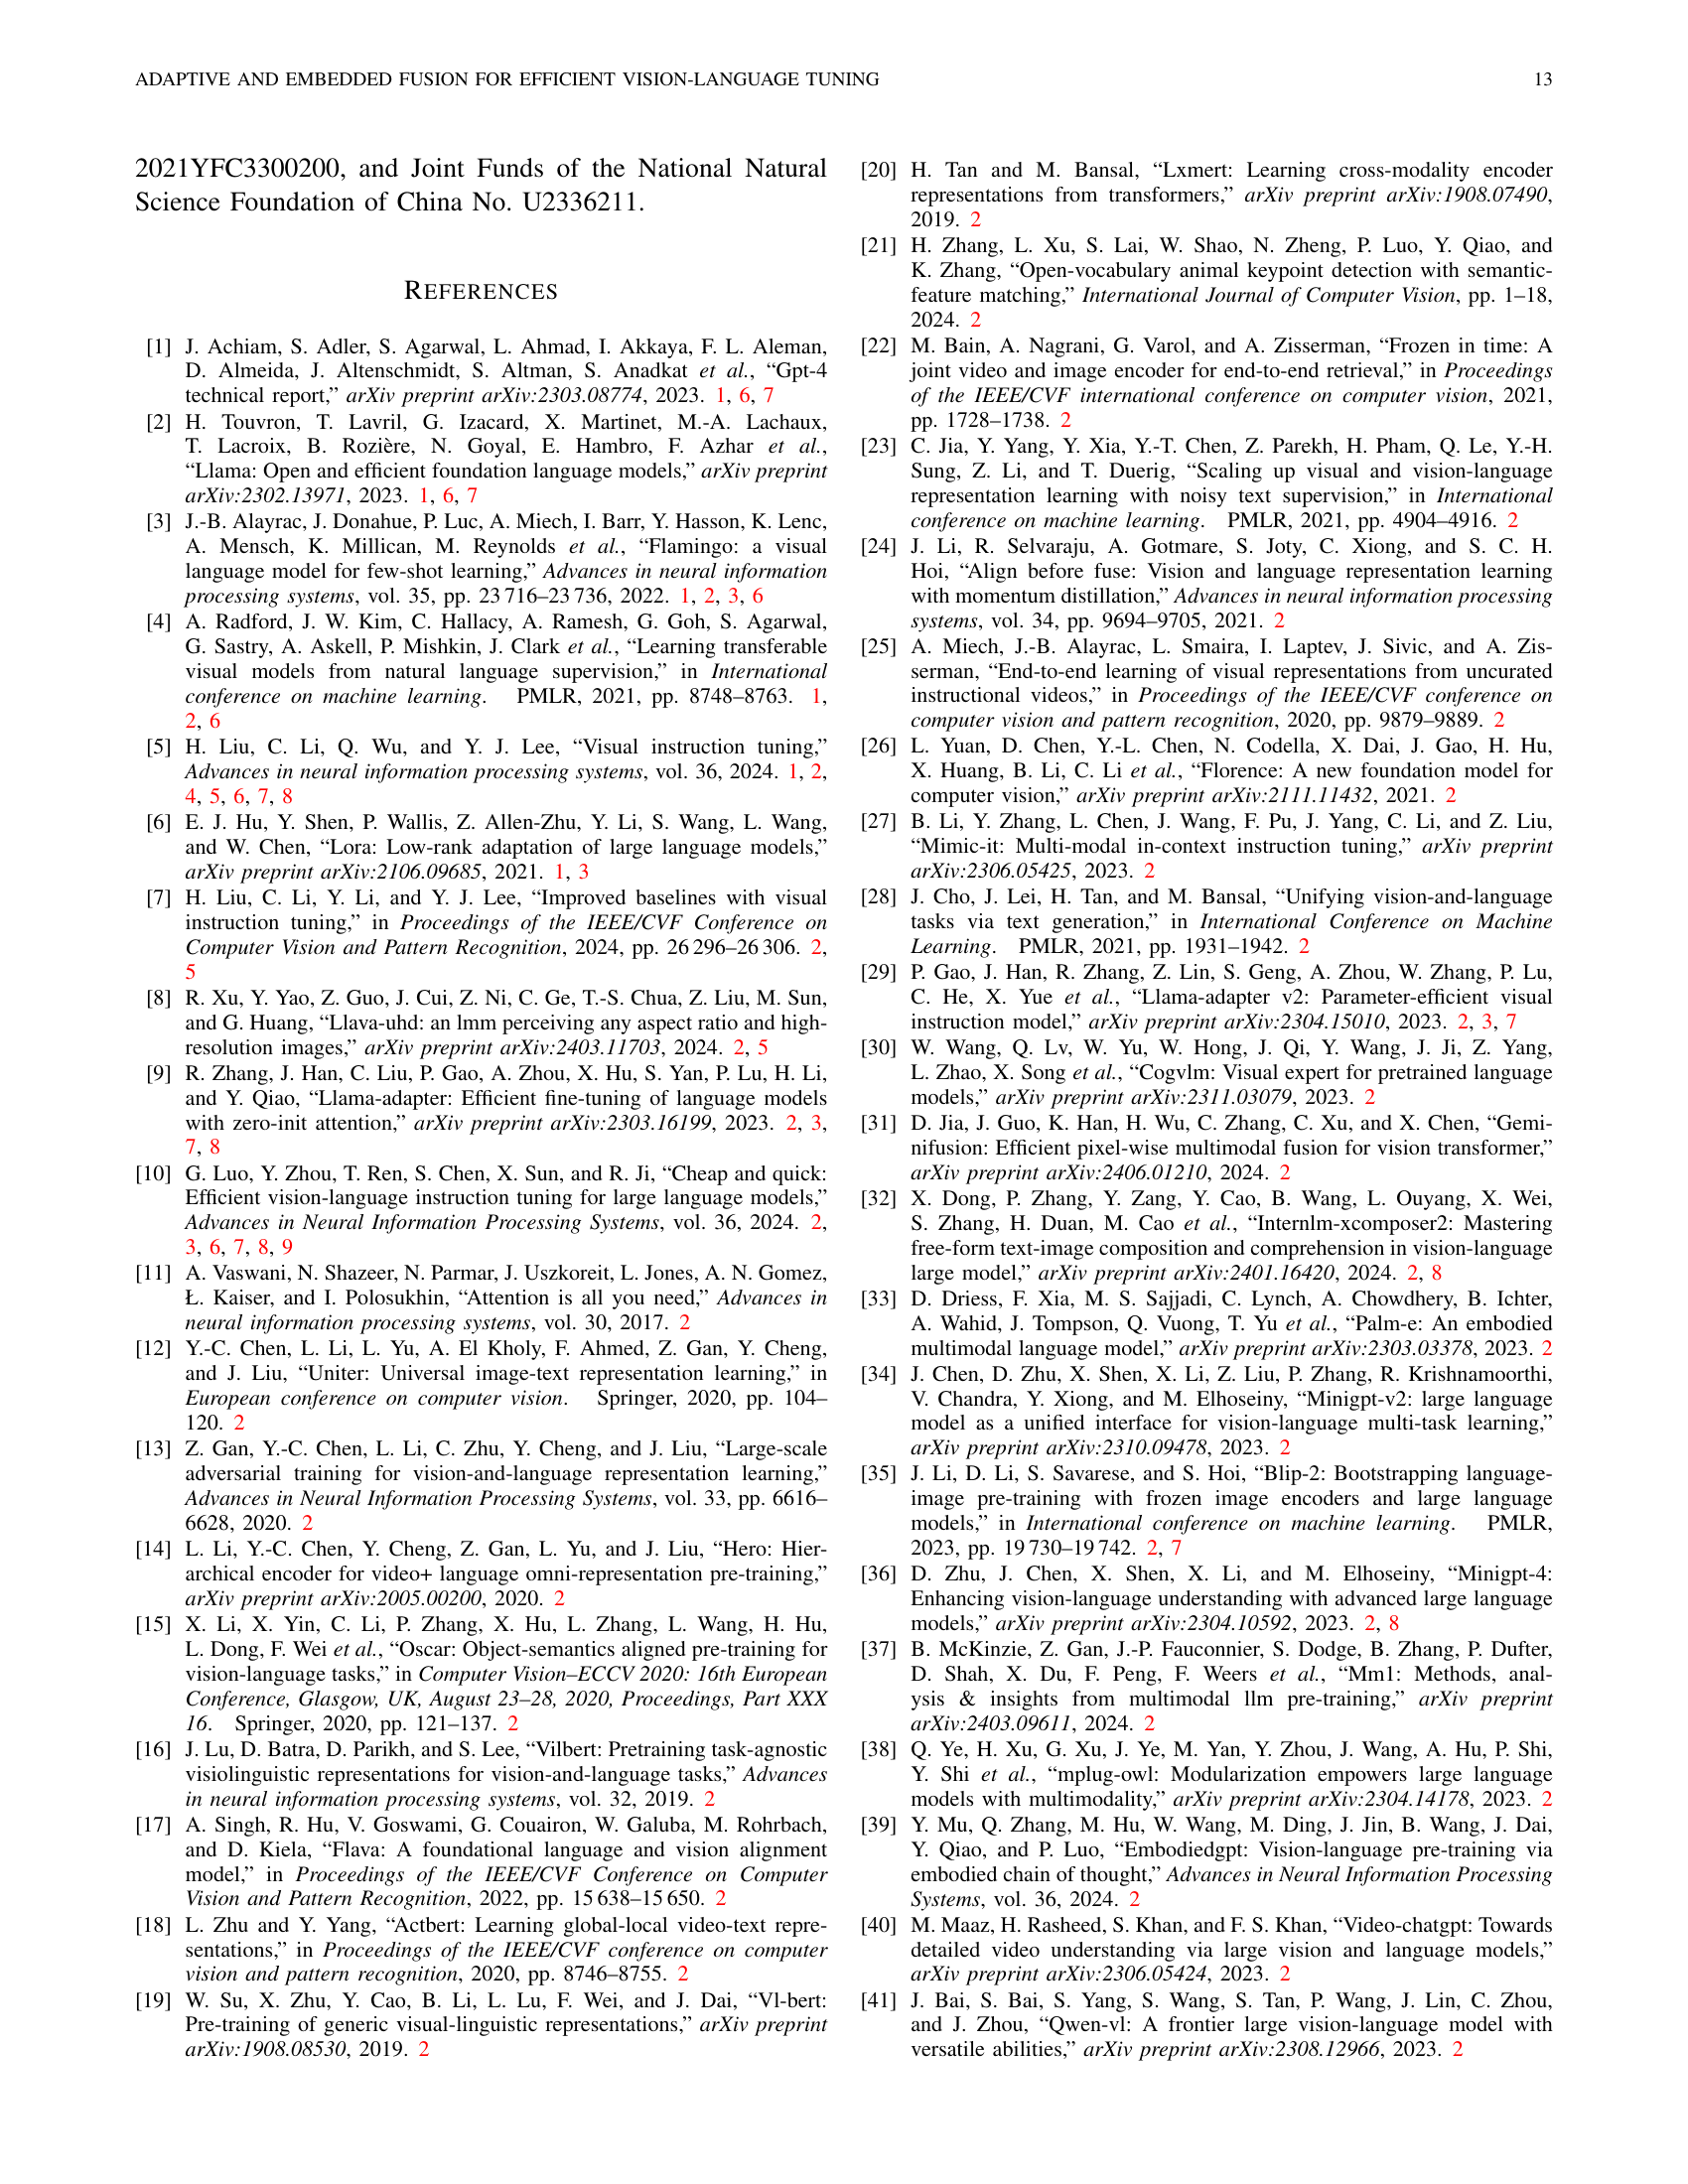 ADAPTIVE AND EMBEDDED FUSION FOR EFFICIENT VISION-LANGUAGE TUNING
13
2021YFC3300200, and Joint Funds of the National Natural
Science Foundation of China No. U2336211.
REFERENCES
[1] J. Achiam, S. Adler, S. Agarwal, L. Ahmad, I. Akkaya, F. L. Aleman,
D. Almeida, J. Altenschmidt, S. Altman, S. Anadkat et al., “Gpt-4
technical report,” arXiv preprint arXiv:2303.08774, 2023. 1, 6, 7
[2] H. Touvron, T. Lavril, G. Izacard, X. Martinet, M.-A. Lachaux,
T. Lacroix, B. Rozière, N. Goyal, E. Hambro, F. Azhar et al.,
“Llama: Open and efficient foundation language models,” arXiv preprint
arXiv:2302.13971, 2023. 1, 6, 7
[3] J.-B. Alayrac, J. Donahue, P. Luc, A. Miech, I. Barr, Y. Hasson, K. Lenc,
A. Mensch, K. Millican, M. Reynolds et al., “Flamingo: a visual
language model for few-shot learning,” Advances in neural information
processing systems, vol. 35, pp. 23 716–23 736, 2022. 1, 2, 3, 6
[4] A. Radford, J. W. Kim, C. Hallacy, A. Ramesh, G. Goh, S. Agarwal,
G. Sastry, A. Askell, P. Mishkin, J. Clark et al., “Learning transferable
visual models from natural language supervision,” in International
conference on machine learning. PMLR, 2021, pp. 8748–8763. 1,
2, 6
[5] H. Liu, C. Li, Q. Wu, and Y. J. Lee, “Visual instruction tuning,”
Advances in neural information processing systems, vol. 36, 2024. 1, 2,
4, 5, 6, 7, 8
[6] E. J. Hu, Y. Shen, P. Wallis, Z. Allen-Zhu, Y. Li, S. Wang, L. Wang,
and W. Chen, “Lora: Low-rank adaptation of large language models,”
arXiv preprint arXiv:2106.09685, 2021. 1, 3
[7] H. Liu, C. Li, Y. Li, and Y. J. Lee, “Improved baselines with visual
instruction tuning,” in Proceedings of the IEEE/CVF Conference on
Computer Vision and Pattern Recognition, 2024, pp. 26 296–26 306. 2,
5
[8] R. Xu, Y. Yao, Z. Guo, J. Cui, Z. Ni, C. Ge, T.-S. Chua, Z. Liu, M. Sun,
and G. Huang, “Llava-uhd: an lmm perceiving any aspect ratio and high-
resolution images,” arXiv preprint arXiv:2403.11703, 2024. 2, 5
[9] R. Zhang, J. Han, C. Liu, P. Gao, A. Zhou, X. Hu, S. Yan, P. Lu, H. Li,
and Y. Qiao, “Llama-adapter: Efficient fine-tuning of language models
with zero-init attention,” arXiv preprint arXiv:2303.16199, 2023. 2, 3,
7, 8
[10] G. Luo, Y. Zhou, T. Ren, S. Chen, X. Sun, and R. Ji, “Cheap and quick:
Efficient vision-language instruction tuning for large language models,”
Advances in Neural Information Processing Systems, vol. 36, 2024. 2,
3, 6, 7, 8, 9
[11] A. Vaswani, N. Shazeer, N. Parmar, J. Uszkoreit, L. Jones, A. N. Gomez,
Ł. Kaiser, and I. Polosukhin, “Attention is all you need,” Advances in
neural information processing systems, vol. 30, 2017. 2
[12] Y.-C. Chen, L. Li, L. Yu, A. El Kholy, F. Ahmed, Z. Gan, Y. Cheng,
and J. Liu, “Uniter: Universal image-text representation learning,” in
European conference on computer vision. Springer, 2020, pp. 104–
120. 2
[13] Z. Gan, Y.-C. Chen, L. Li, C. Zhu, Y. Cheng, and J. Liu, “Large-scale
adversarial training for vision-and-language representation learning,”
Advances in Neural Information Processing Systems, vol. 33, pp. 6616–
6628, 2020. 2
[14] L. Li, Y.-C. Chen, Y. Cheng, Z. Gan, L. Yu, and J. Liu, “Hero: Hier-
archical encoder for video+ language omni-representation pre-training,”
arXiv preprint arXiv:2005.00200, 2020. 2
[15] X. Li, X. Yin, C. Li, P. Zhang, X. Hu, L. Zhang, L. Wang, H. Hu,
L. Dong, F. Wei et al., “Oscar: Object-semantics aligned pre-training for
vision-language tasks,” in Computer Vision–ECCV 2020: 16th European
Conference, Glasgow, UK, August 23–28, 2020, Proceedings, Part XXX
16. Springer, 2020, pp. 121–137. 2
[16] J. Lu, D. Batra, D. Parikh, and S. Lee, “Vilbert: Pretraining task-agnostic
visiolinguistic representations for vision-and-language tasks,” Advances
in neural information processing systems, vol. 32, 2019. 2
[17] A. Singh, R. Hu, V. Goswami, G. Couairon, W. Galuba, M. Rohrbach,
and D. Kiela, “Flava: A foundational language and vision alignment
model,” in Proceedings of the IEEE/CVF Conference on Computer
Vision and Pattern Recognition, 2022, pp. 15 638–15 650. 2
[18] L. Zhu and Y. Yang, “Actbert: Learning global-local video-text repre-
sentations,” in Proceedings of the IEEE/CVF conference on computer
vision and pattern recognition, 2020, pp. 8746–8755. 2
[19] W. Su, X. Zhu, Y. Cao, B. Li, L. Lu, F. Wei, and J. Dai, “Vl-bert:
Pre-training of generic visual-linguistic representations,” arXiv preprint
arXiv:1908.08530, 2019. 2
[20] H. Tan and M. Bansal, “Lxmert: Learning cross-modality encoder
representations from transformers,” arXiv preprint arXiv:1908.07490,
2019. 2
[21] H. Zhang, L. Xu, S. Lai, W. Shao, N. Zheng, P. Luo, Y. Qiao, and
K. Zhang, “Open-vocabulary animal keypoint detection with semantic-
feature matching,” International Journal of Computer Vision, pp. 1–18,
2024. 2
[22] M. Bain, A. Nagrani, G. Varol, and A. Zisserman, “Frozen in time: A
joint video and image encoder for end-to-end retrieval,” in Proceedings
of the IEEE/CVF international conference on computer vision, 2021,
pp. 1728–1738. 2
[23] C. Jia, Y. Yang, Y. Xia, Y.-T. Chen, Z. Parekh, H. Pham, Q. Le, Y.-H.
Sung, Z. Li, and T. Duerig, “Scaling up visual and vision-language
representation learning with noisy text supervision,” in International
conference on machine learning. PMLR, 2021, pp. 4904–4916. 2
[24] J. Li, R. Selvaraju, A. Gotmare, S. Joty, C. Xiong, and S. C. H.
Hoi, “Align before fuse: Vision and language representation learning
with momentum distillation,” Advances in neural information processing
systems, vol. 34, pp. 9694–9705, 2021. 2
[25] A. Miech, J.-B. Alayrac, L. Smaira, I. Laptev, J. Sivic, and A. Zis-
serman, “End-to-end learning of visual representations from uncurated
instructional videos,” in Proceedings of the IEEE/CVF conference on
computer vision and pattern recognition, 2020, pp. 9879–9889. 2
[26] L. Yuan, D. Chen, Y.-L. Chen, N. Codella, X. Dai, J. Gao, H. Hu,
X. Huang, B. Li, C. Li et al., “Florence: A new foundation model for
computer vision,” arXiv preprint arXiv:2111.11432, 2021. 2
[27] B. Li, Y. Zhang, L. Chen, J. Wang, F. Pu, J. Yang, C. Li, and Z. Liu,
“Mimic-it: Multi-modal in-context instruction tuning,” arXiv preprint
arXiv:2306.05425, 2023. 2
[28] J. Cho, J. Lei, H. Tan, and M. Bansal, “Unifying vision-and-language
tasks via text generation,” in International Conference on Machine
Learning. PMLR, 2021, pp. 1931–1942. 2
[29] P. Gao, J. Han, R. Zhang, Z. Lin, S. Geng, A. Zhou, W. Zhang, P. Lu,
C. He, X. Yue et al., “Llama-adapter v2: Parameter-efficient visual
instruction model,” arXiv preprint arXiv:2304.15010, 2023. 2, 3, 7
[30] W. Wang, Q. Lv, W. Yu, W. Hong, J. Qi, Y. Wang, J. Ji, Z. Yang,
L. Zhao, X. Song et al., “Cogvlm: Visual expert for pretrained language
models,” arXiv preprint arXiv:2311.03079, 2023. 2
[31] D. Jia, J. Guo, K. Han, H. Wu, C. Zhang, C. Xu, and X. Chen, “Gemi-
nifusion: Efficient pixel-wise multimodal fusion for vision transformer,”
arXiv preprint arXiv:2406.01210, 2024. 2
[32] X. Dong, P. Zhang, Y. Zang, Y. Cao, B. Wang, L. Ouyang, X. Wei,
S. Zhang, H. Duan, M. Cao et al., “Internlm-xcomposer2: Mastering
free-form text-image composition and comprehension in vision-language
large model,” arXiv preprint arXiv:2401.16420, 2024. 2, 8
[33] D. Driess, F. Xia, M. S. Sajjadi, C. Lynch, A. Chowdhery, B. Ichter,
A. Wahid, J. Tompson, Q. Vuong, T. Yu et al., “Palm-e: An embodied
multimodal language model,” arXiv preprint arXiv:2303.03378, 2023. 2
[34] J. Chen, D. Zhu, X. Shen, X. Li, Z. Liu, P. Zhang, R. Krishnamoorthi,
V. Chandra, Y. Xiong, and M. Elhoseiny, “Minigpt-v2: large language
model as a unified interface for vision-language multi-task learning,”
arXiv preprint arXiv:2310.09478, 2023. 2
[35] J. Li, D. Li, S. Savarese, and S. Hoi, “Blip-2: Bootstrapping language-
image pre-training with frozen image encoders and large language
models,” in International conference on machine learning. PMLR,
2023, pp. 19 730–19 742. 2, 7
[36] D. Zhu, J. Chen, X. Shen, X. Li, and M. Elhoseiny, “Minigpt-4:
Enhancing vision-language understanding with advanced large language
models,” arXiv preprint arXiv:2304.10592, 2023. 2, 8
[37] B. McKinzie, Z. Gan, J.-P. Fauconnier, S. Dodge, B. Zhang, P. Dufter,
D. Shah, X. Du, F. Peng, F. Weers et al., “Mm1: Methods, anal-
ysis & insights from multimodal llm pre-training,” arXiv preprint
arXiv:2403.09611, 2024. 2
[38] Q. Ye, H. Xu, G. Xu, J. Ye, M. Yan, Y. Zhou, J. Wang, A. Hu, P. Shi,
Y. Shi et al., “mplug-owl: Modularization empowers large language
models with multimodality,” arXiv preprint arXiv:2304.14178, 2023. 2
[39] Y. Mu, Q. Zhang, M. Hu, W. Wang, M. Ding, J. Jin, B. Wang, J. Dai,
Y. Qiao, and P. Luo, “Embodiedgpt: Vision-language pre-training via
embodied chain of thought,” Advances in Neural Information Processing
Systems, vol. 36, 2024. 2
[40] M. Maaz, H. Rasheed, S. Khan, and F. S. Khan, “Video-chatgpt: Towards
detailed video understanding via large vision and language models,”
arXiv preprint arXiv:2306.05424, 2023. 2
[41] J. Bai, S. Bai, S. Yang, S. Wang, S. Tan, P. Wang, J. Lin, C. Zhou,
and J. Zhou, “Qwen-vl: A frontier large vision-language model with
versatile abilities,” arXiv preprint arXiv:2308.12966, 2023. 2